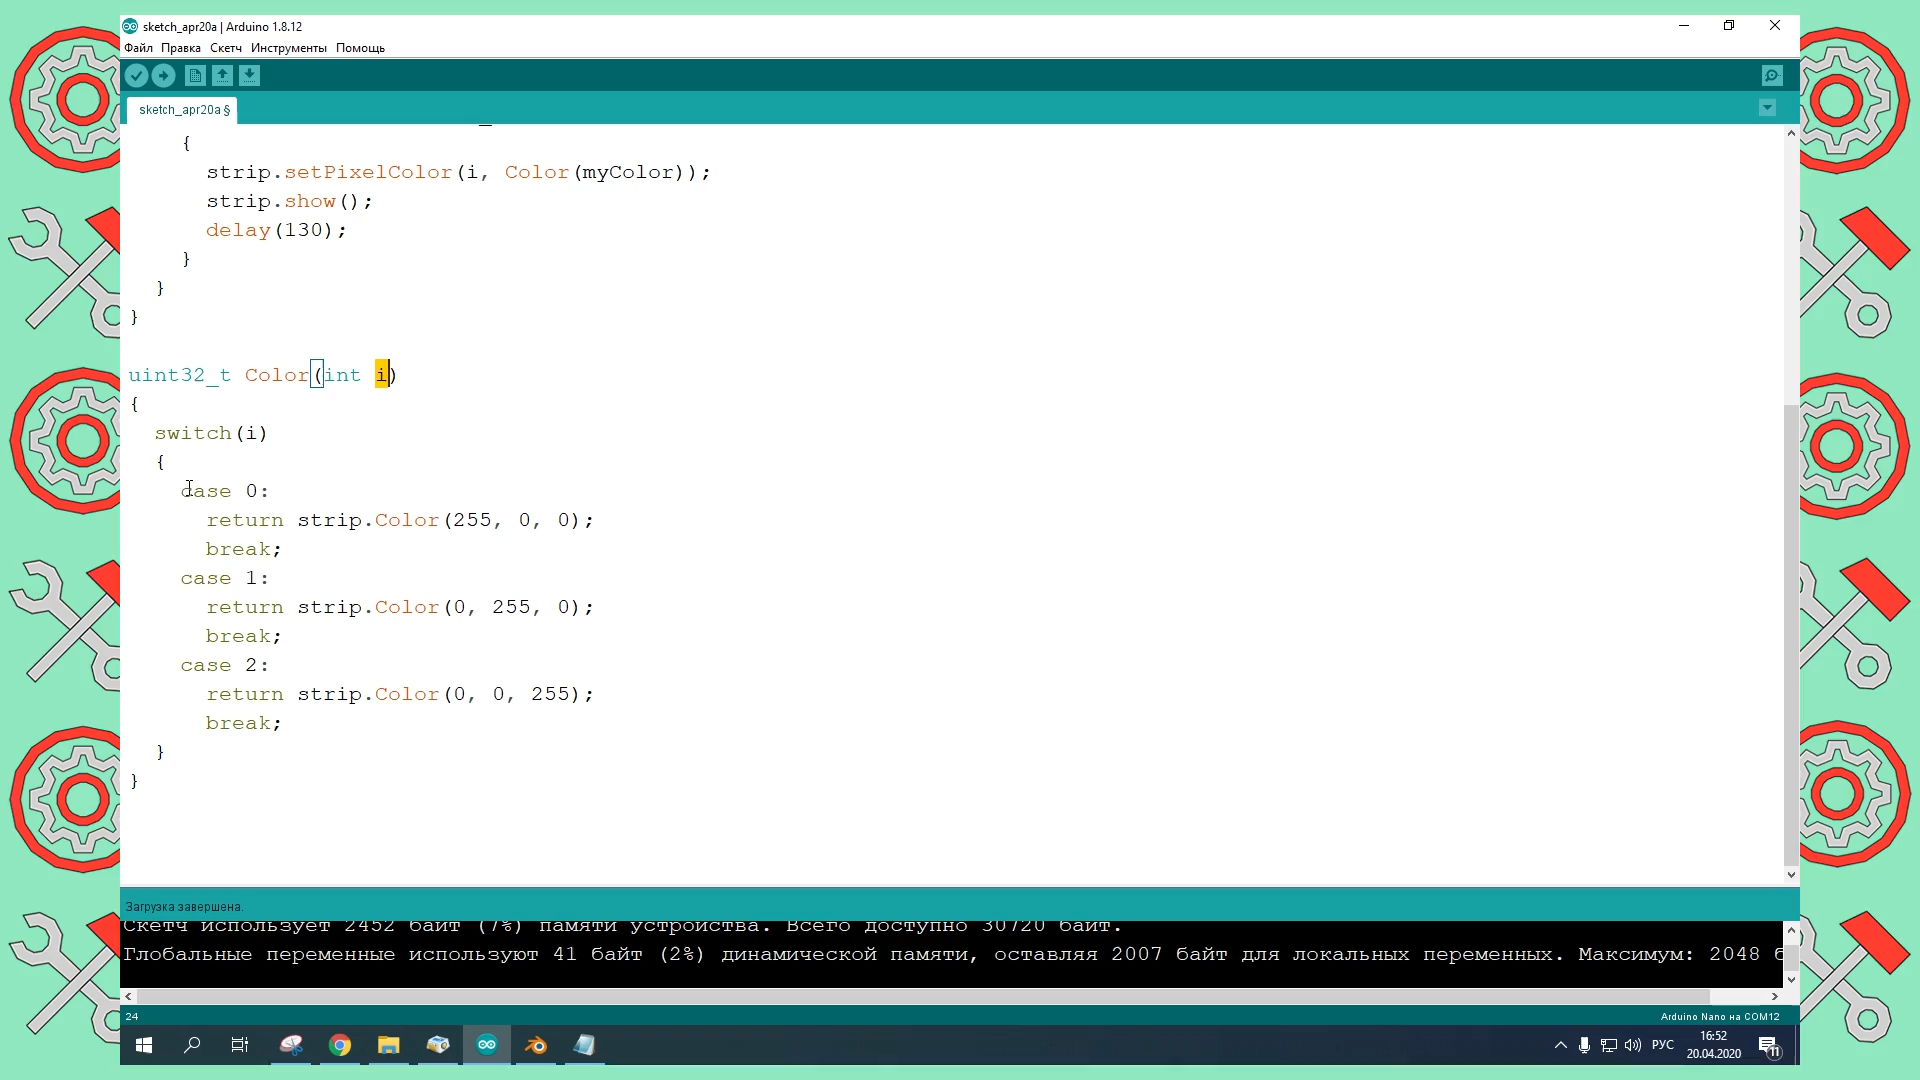 sketch_apr20a | Arduino 1.8.12
Файл Правка Скетч Инструменты Помощь
sketch_apr20a §
{
strip.setPixelColor(i, Color(myColor));
strip.show();
delay(130);
}
}
}
uint32_t Color(int i)
{
switch(i)
{
case 0:
return strip.Color(255, 0, 0);
break;
case 1:
return strip.Color(0, 255, 0);
break;
case 2:
return strip.Color(0, 0, 255);
break;
}
}
Загрузка завершена.
Скетч использует 2452 байт (7%) памяти устройства. Всего доступно 30720 байт.
Глобальные переменные используют 41 байт (2%) динамической памяти, оставляя 2007 байт для локальных переменных. Максимум: 2048 б
24
Arduino Nano на COM12
РУС
16:52
20.04.2020
11